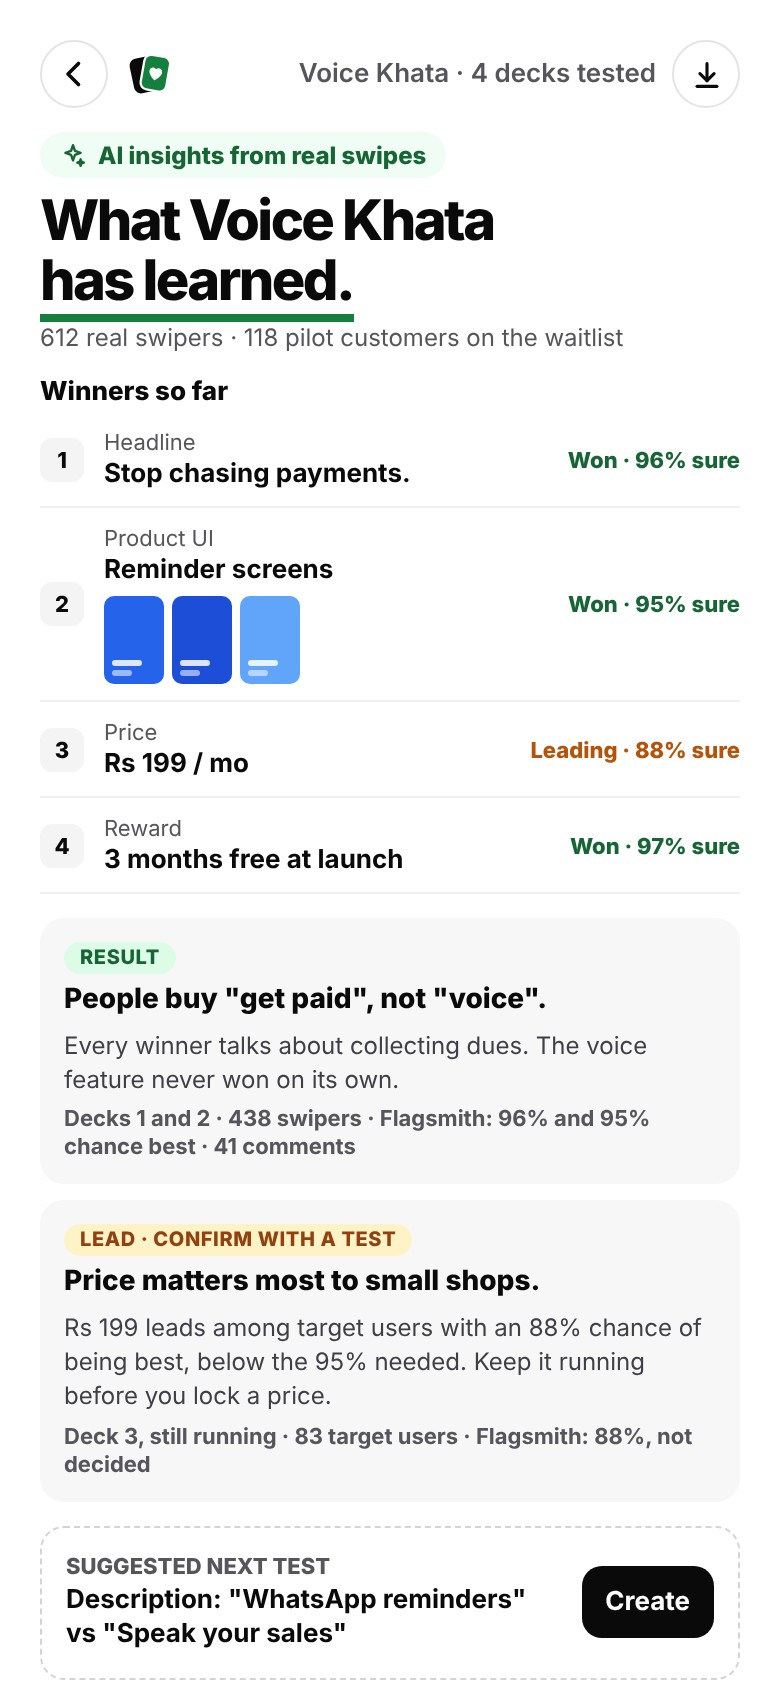 Voice Khata · 4 decks tested
AI insights from real swipes
What Voice Khata
has learned.
612 real swipers · 118 pilot customers on the waitlist
Winners so far
1
Headline
Stop chasing payments.
Won · 96% sure
2
Product UI
Reminder screens
Won · 95% sure
3
Price
Rs 199 / mo
Leading · 88% sure
4
Reward
3 months free at launch
Won · 97% sure
RESULT
People buy "get paid", not "voice".
Every winner talks about collecting dues. The voice
feature never won on its own.
Decks 1 and 2 · 438 swipers · Flagsmith: 96% and 95%
chance best · 41 comments
LEAD · CONFIRM WITH A TEST
Price matters most to small shops.
Rs 199 leads among target users with an 88% chance of
being best, below the 95% needed. Keep it running
before you lock a price.
Deck 3, still running · 83 target users · Flagsmith: 88%, not
decided
SUGGESTED NEXT TEST
Description: "WhatsApp reminders"
vs "Speak your sales"
Create